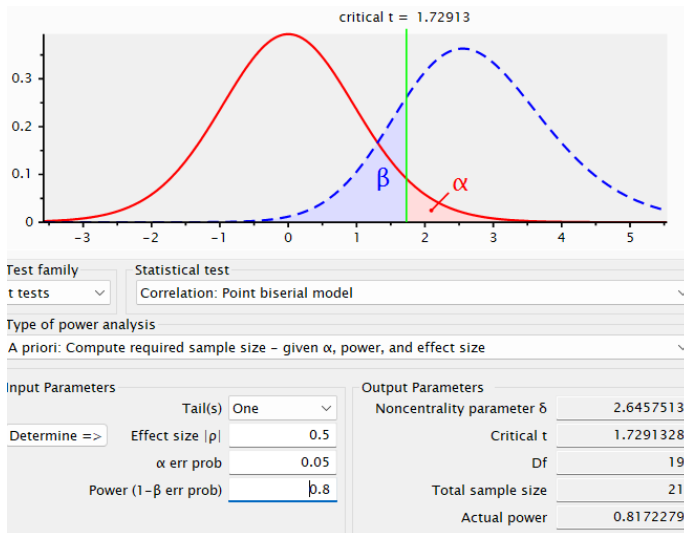 critical t = 1.72913
0.3
0.2
0.1
0
β
α
-3 -2 -1 0 1 2 3 4 5
Test family Statistical test
t tests Correlation: Point biserial model
Type of power analysis
A priori: Compute required sample size - given α, power, and effect size
Input Parameters Output Parameters
Tail(s) One Noncentrality parameter δ 2.6457513
Determine => Effect size |ρ| 0.5 Critical t 1.7291328
α err prob 0.05 Df 19
Power (1-β err prob) 0.8 Total sample size 21
Actual power 0.8172279